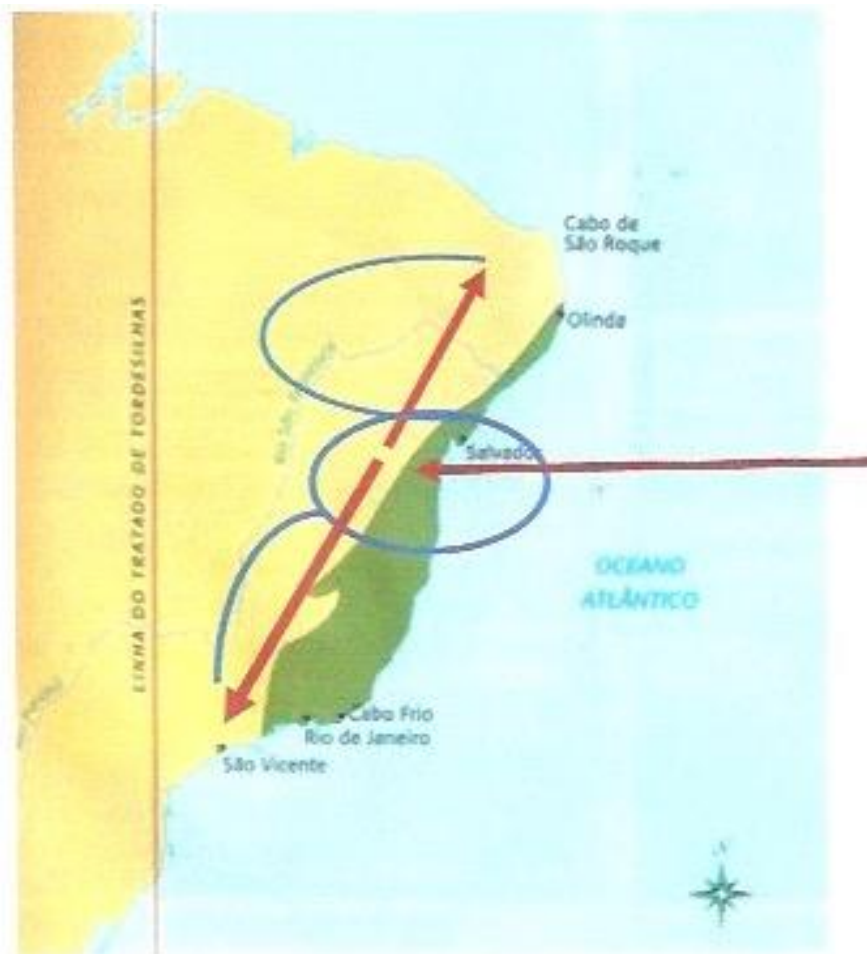 Cabo de
São Roque
Olinda
Salvador
LINHA DO TRATADO DE TORDESILHAS
OCEANO
ATLÂNTICO
Cabo Frio
Rio de Janeiro
São Vicente